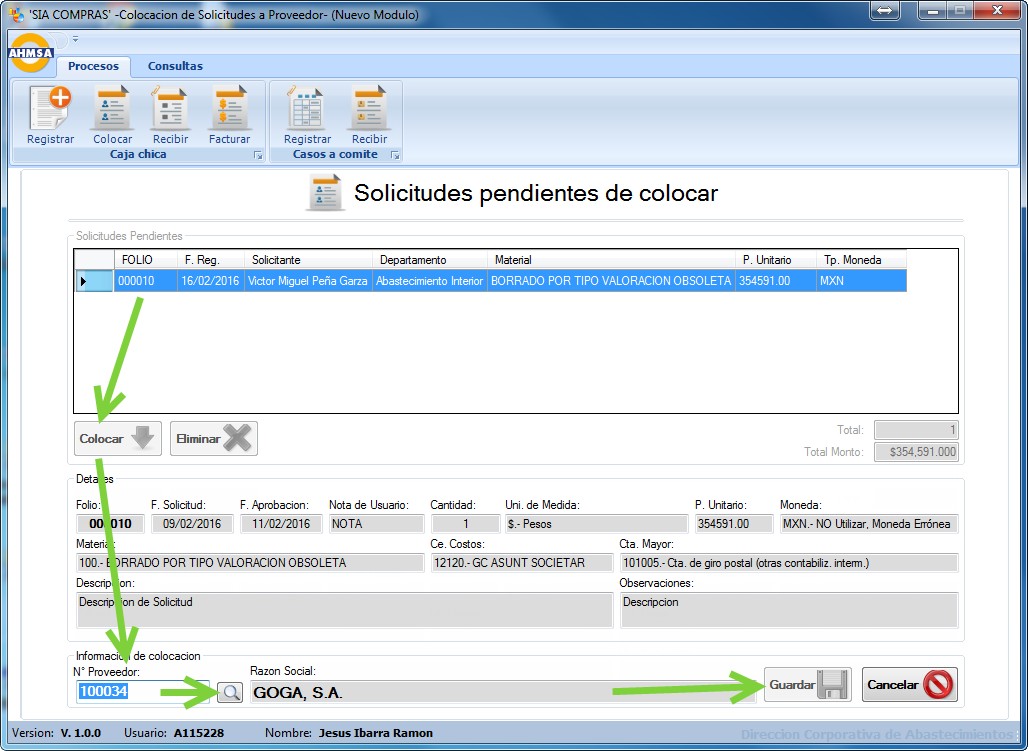 'SIA COMPRAS' -Colocacion de Solicitudes a Proveedor- (Nuevo Modulo)
AHMSA
Procesos Consultas
Registrar Colocar Recibir Facturar Registrar Recibir
Caja chica Casos a comite
Solicitudes pendientes de colocar
Solicitudes Pendientes
FOLIO F. Reg. Solicitante Departamento Material P. Unitario Tp. Moneda
000010 16/02/2016 Victor Miguel Peña Garza Abastecimiento Interior BORRADO POR TIPO VALORACION OBSOLETA 354591.00 MXN
Colocar Eliminar
Total: 1
Total Monto: $354,591.000
Detalles
Folio: F. Solicitud: F. Aprobacion: Nota de Usuario: Cantidad: Uni. de Medida: P. Unitario: Moneda:
000010 09/02/2016 11/02/2016 NOTA 1 $.- Pesos 354591.00 MXN.- NO Utilizar, Moneda Errónea
Material: Ce. Costos: Cta. Mayor:
100.- BORRADO POR TIPO VALORACION OBSOLETA 12120.- GC ASUNT SOCIETAR 101005.- Cta. de giro postal (otras contabiliz. interm.)
Descripcion: Observaciones:
Descripcion de Solicitud Descripcion
Informacion de colocacion
N° Proveedor: Razon Social:
100034 GOGA, S.A. Guardar Cancelar
Version: V. 1.0.0 Usuario: A115228 Nombre: Jesus Ibarra Ramon Direccion Corporativa de Abastecimientos